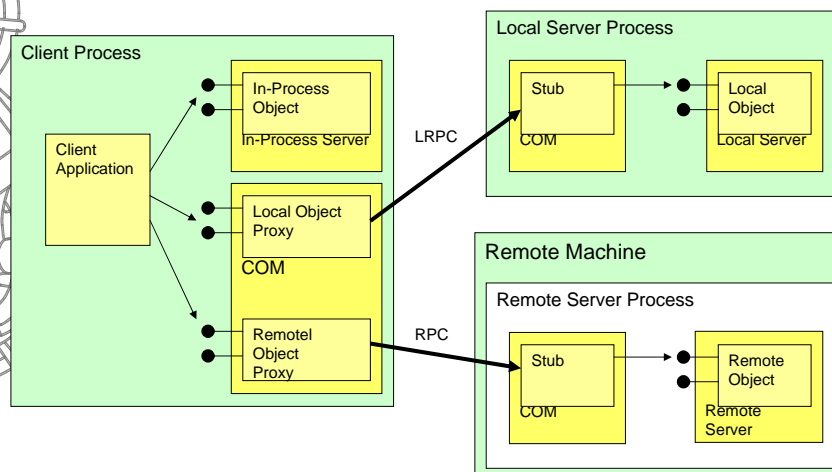 Client Process
Client
Application
In-Process
Object
In-Process Server
Local Object
Proxy
COM
Remotel
Object
Proxy
LRPC
RPC
Local Server Process
Stub
COM
Local
Object
Local Server
Remote Machine
Remote Server Process
Stub
COM
Remote
Object
Remote
Server